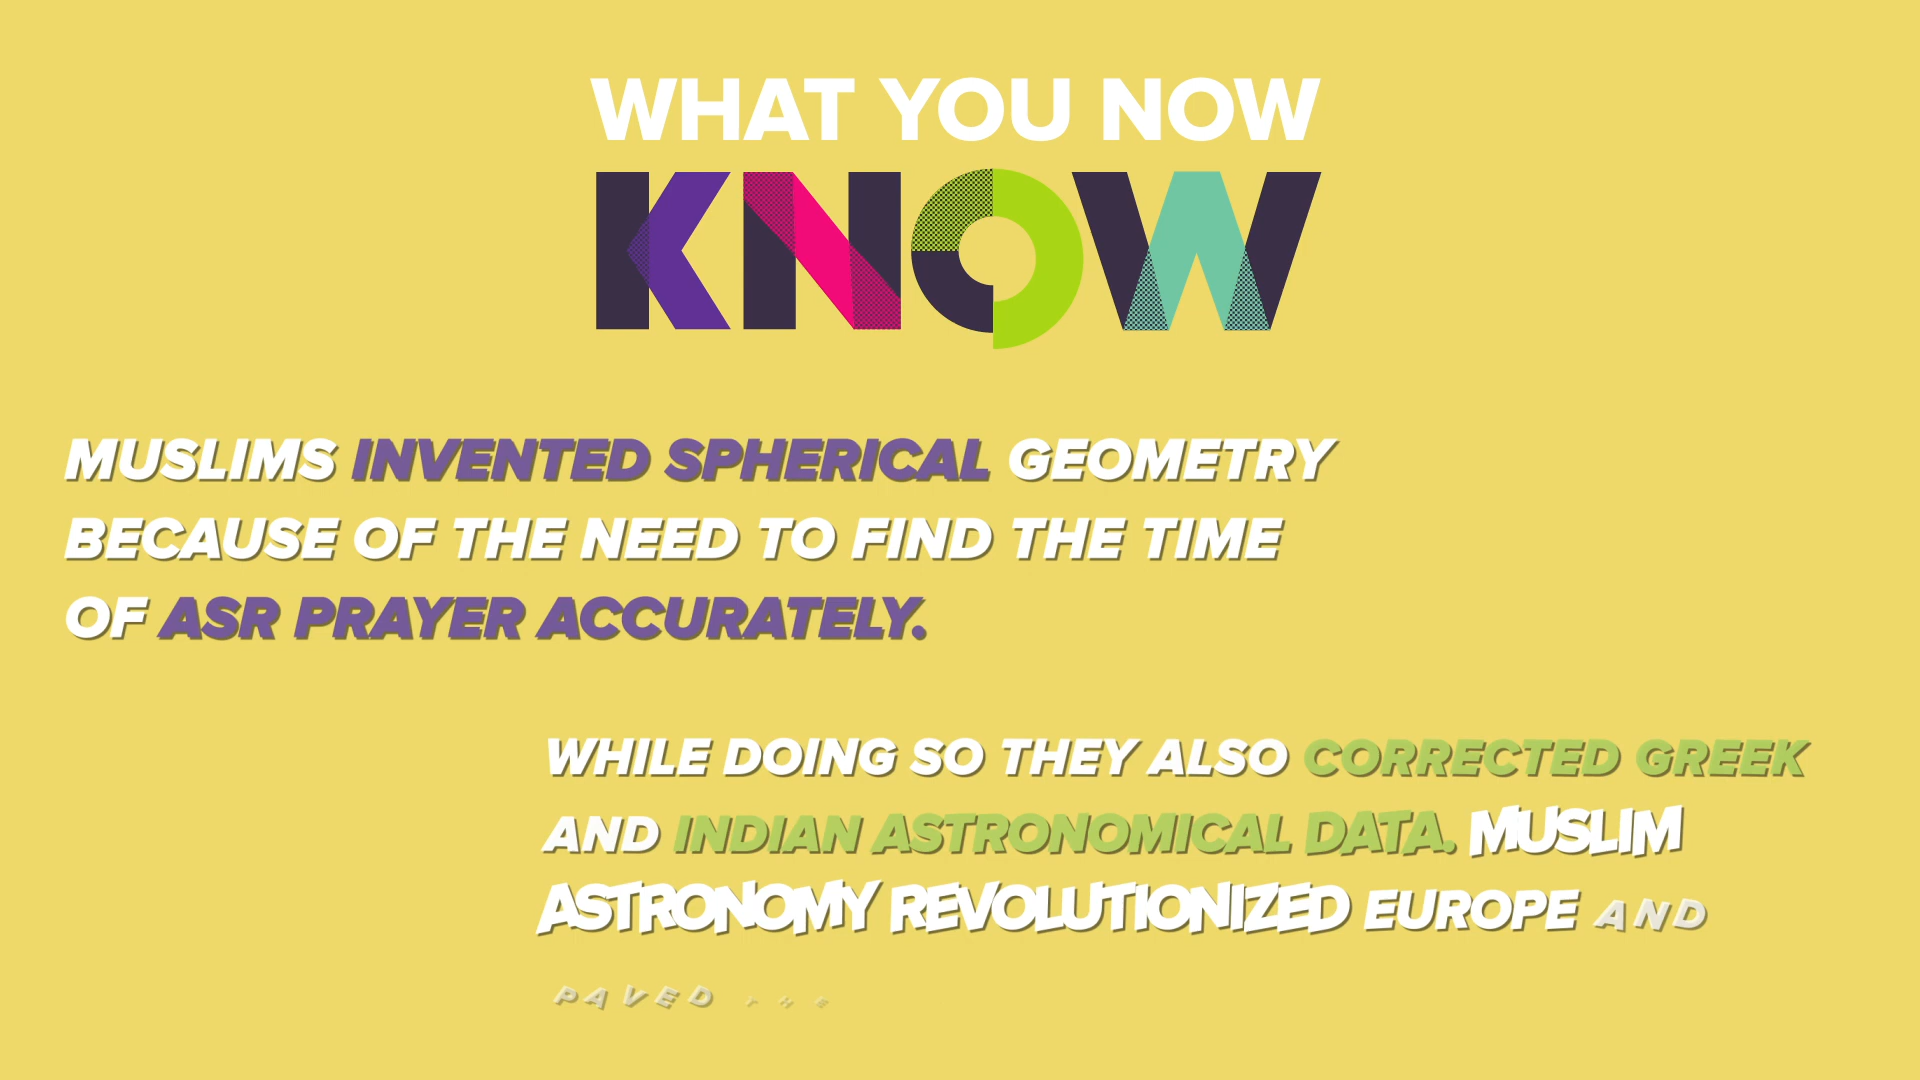 WHAT YOU NOW
KNOW
MUSLIMS INVENTED SPHERICAL GEOMETRY
BECAUSE OF THE NEED TO FIND THE TIME
OF ASR PRAYER ACCURATELY.
WHILE DOING SO THEY ALSO CORRECTED GREEK
AND INDIAN ASTRONOMICAL DATA. MUSLIM
ASTRONOMY REVOLUTIONIZED EUROPE AND
PAVED THE